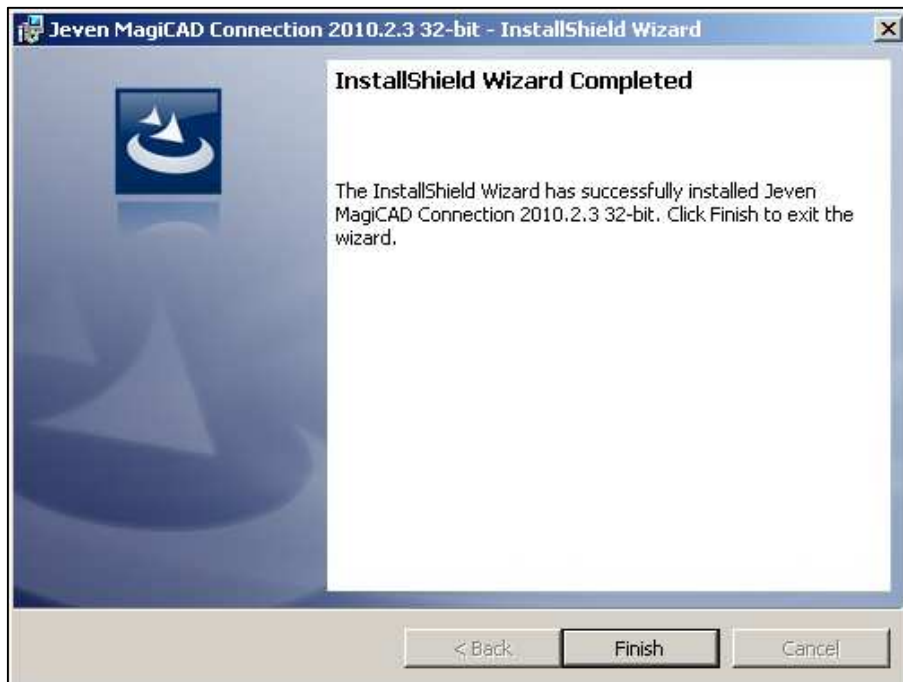 Jeven MagiCAD Connection 2010.2.3 32-bit - InstallShield Wizard
InstallShield Wizard Completed
The InstallShield Wizard has successfully installed Jeven
MagiCAD Connection 2010.2.3 32-bit. Click Finish to exit the
wizard.
< Back
Finish
Cancel